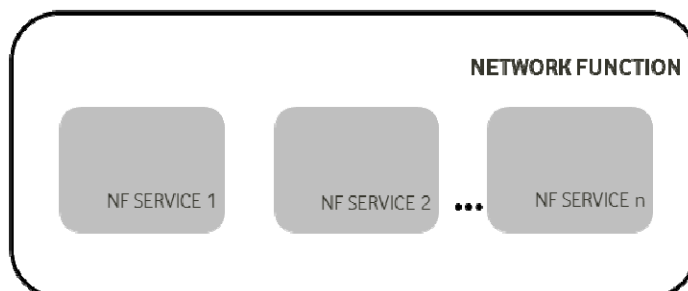 NETWORK FUNCTION
NF SERVICE 1
NF SERVICE 2
...
NF SERVICE n